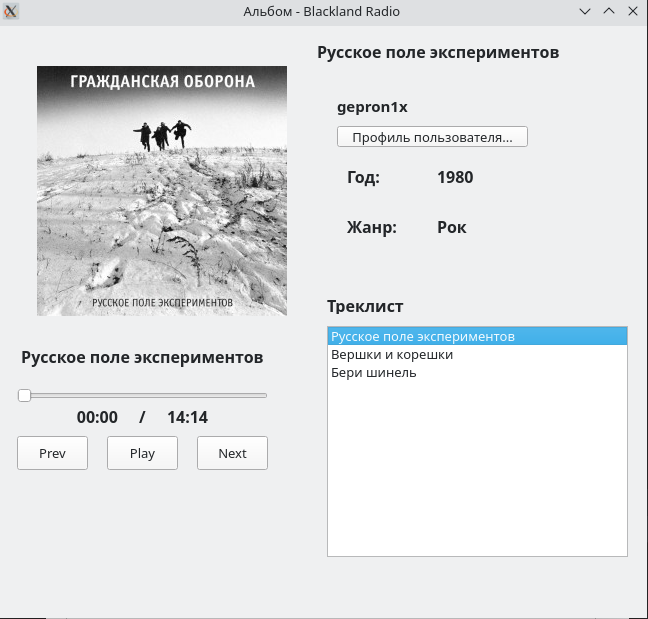 Альбом - Blackland Radio
ГРАЖДАНСКАЯ ОБОРОНА
РУССКОЕ ПОЛЕ ЭКСПЕРИМЕНТОВ
Русское поле экспериментов
00:00 / 14:14
Prev Play Next
Русское поле экспериментов
gepron1x
Профиль пользователя...
Год: 1980
Жанр: Рок
Треклист
Русское поле экспериментов
Вершки и корешки
Бери шинель